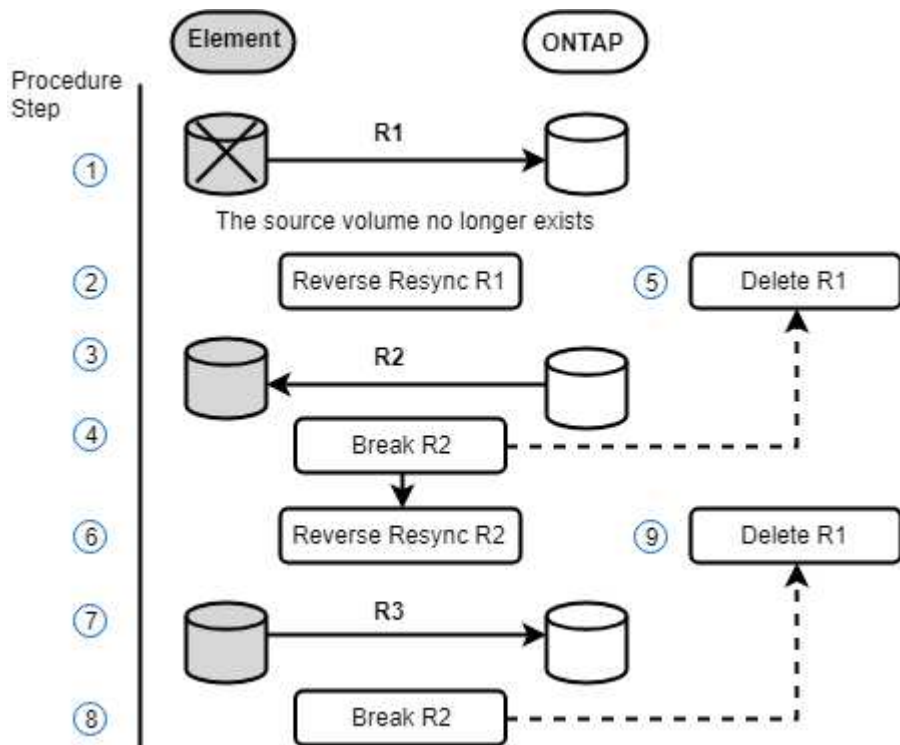 Element
ONTAP
Procedure
Step
R1
1
The source volume no longer exists
2
Reverse Resync R1
5
Delete R1
3
R2
4
Break R2
6
Reverse Resync R2
9
Delete R1
7
R3
8
Break R2